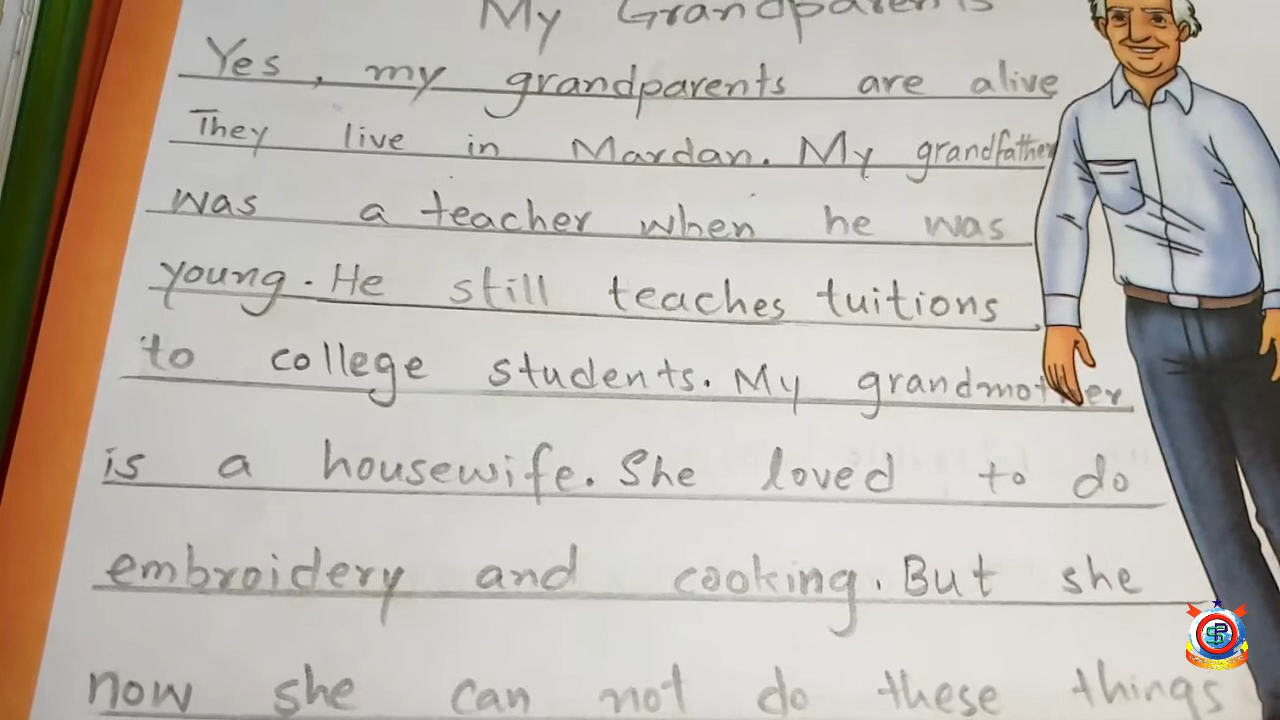 My Grandparents
Yes, my grandparents are alive
They live in Mardan. My grandfather
was a teacher when he was
young. He still teaches tuitions
to college students. My grandmother
is a housewife. She loved to do
embroidery and cooking. But she
now she can not do these things